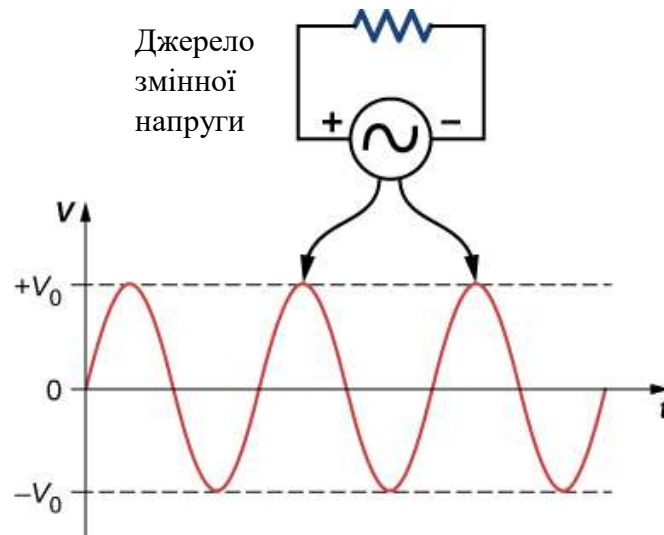 Джерело
змінної
напруги
+ −
V
+V₀
0
t
−V₀